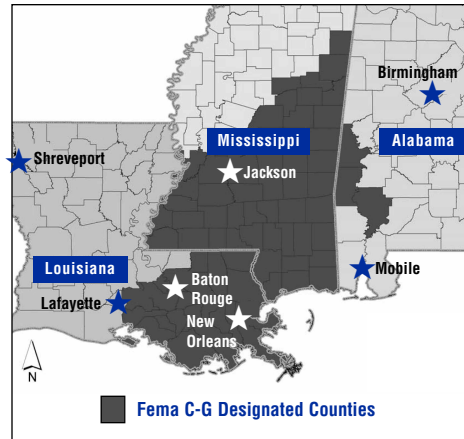 Birmingham
Mississippi
Alabama
Shreveport
Jackson
Louisiana
Baton
Rouge
Mobile
Lafayette
New
Orleans
N
Fema C-G Designated Counties